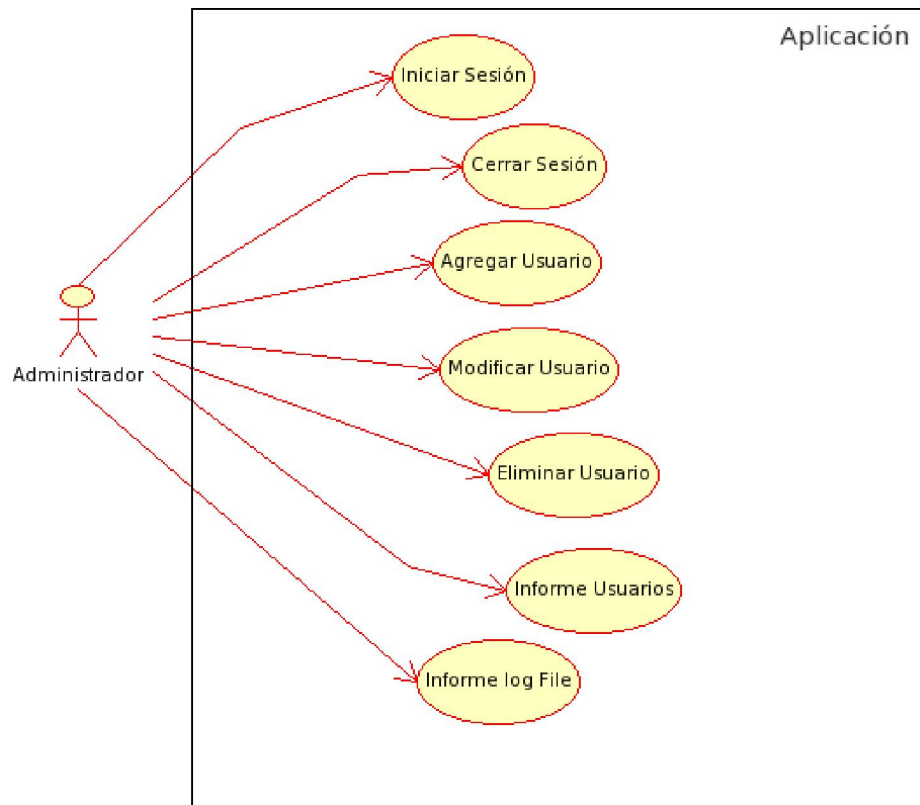 Aplicación
Iniciar Sesión
Cerrar Sesión
Agregar Usuario
Administrador
Modificar Usuario
Eliminar Usuario
Informe Usuarios
Informe log File